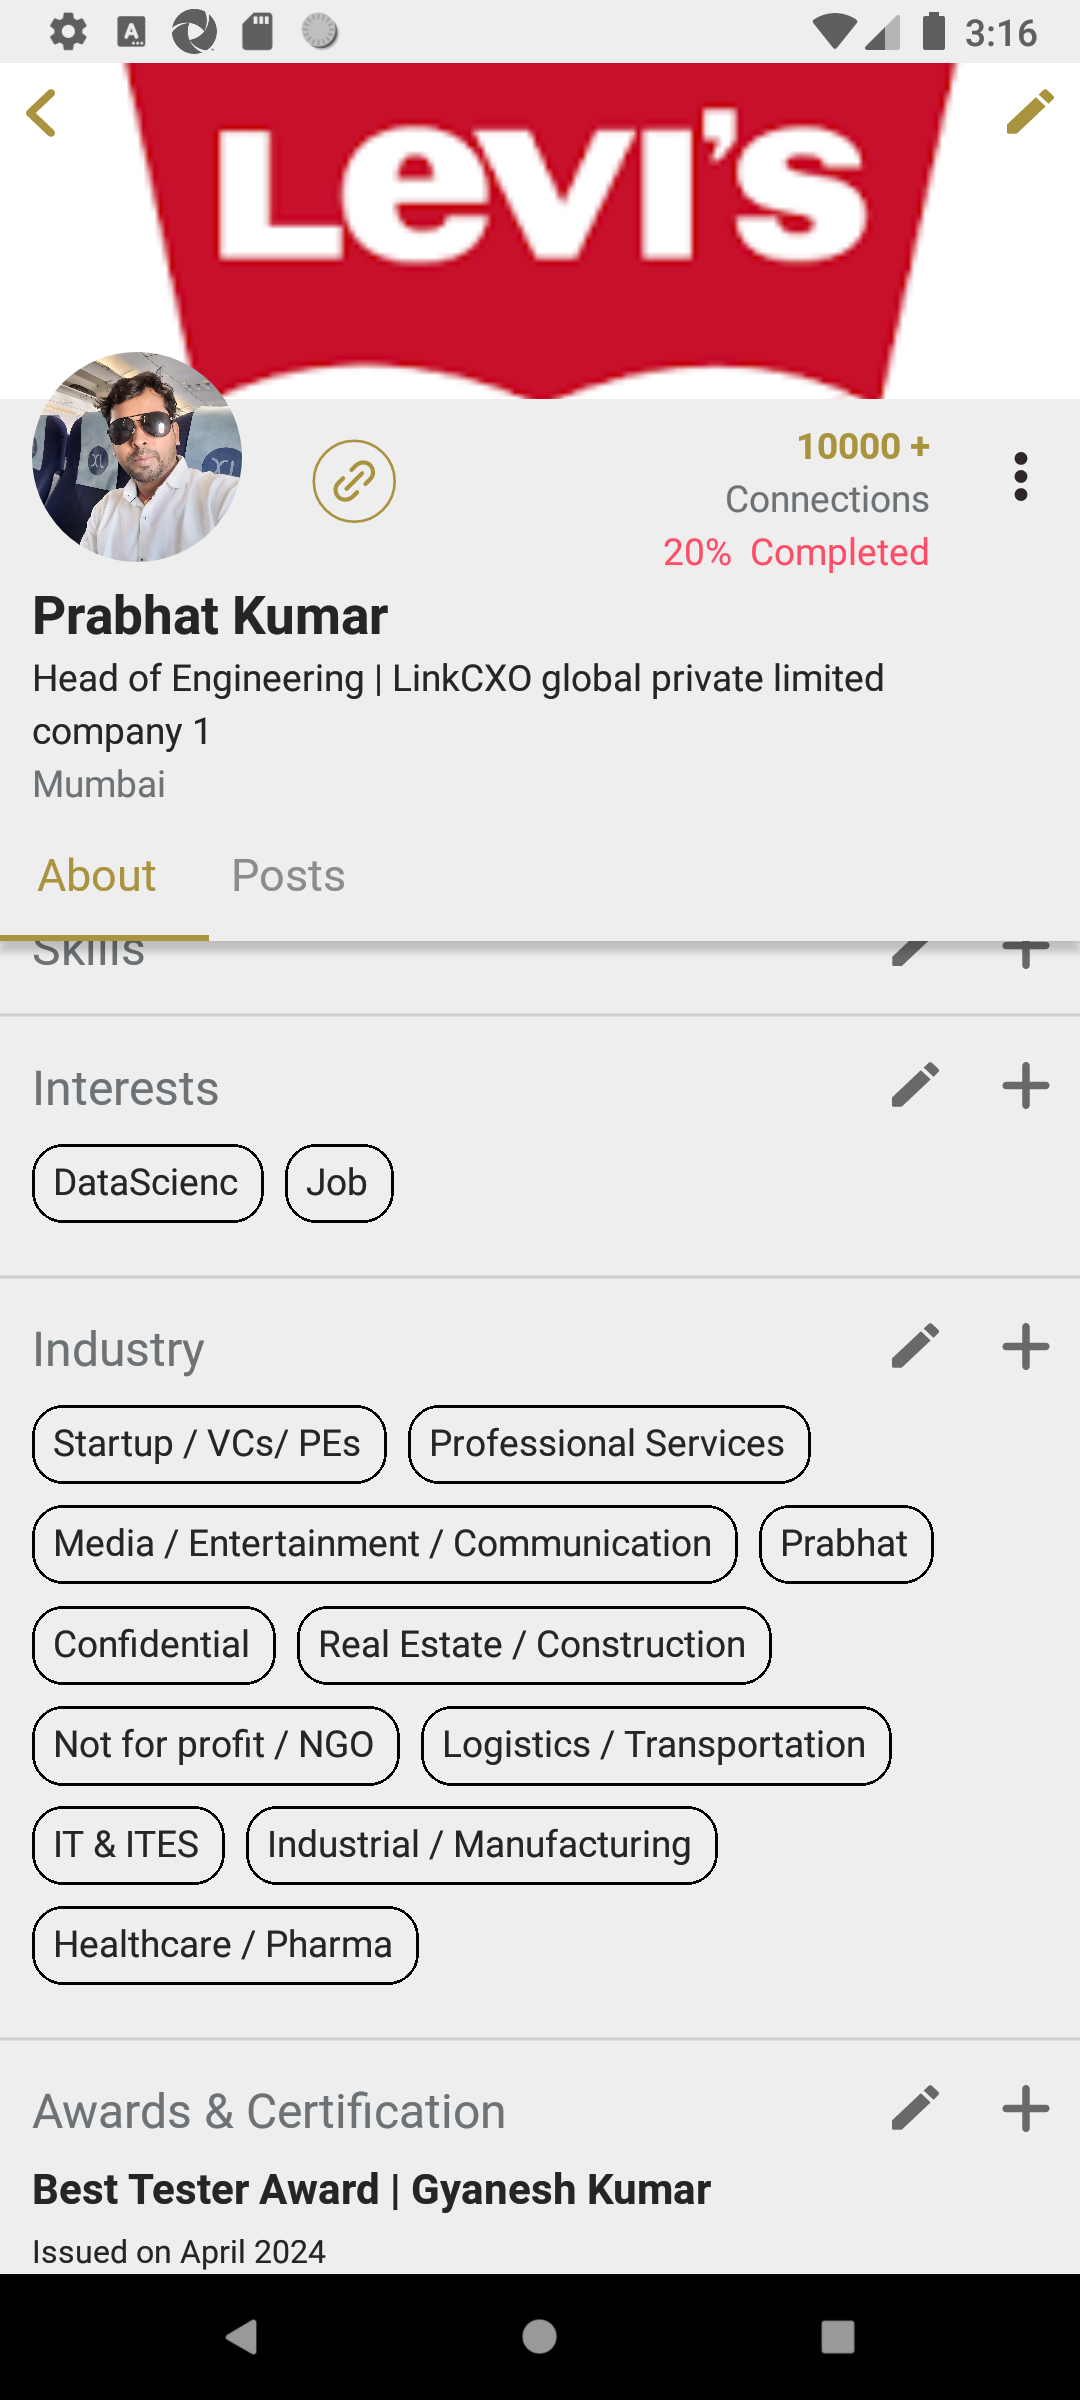 3:16
Levi's
10000 +
Connections
20% Completed
Prabhat Kumar
Head of Engineering | LinkCXO global private limited
company 1
Mumbai
About Posts
Skills
Interests
DataScienc Job
Industry
Startup / VCs/ PEs Professional Services
Media / Entertainment / Communication Prabhat
Confidential Real Estate / Construction
Not for profit / NGO Logistics / Transportation
IT & ITES Industrial / Manufacturing
Healthcare / Pharma
Awards & Certification
Best Tester Award | Gyanesh Kumar
Issued on April 2024